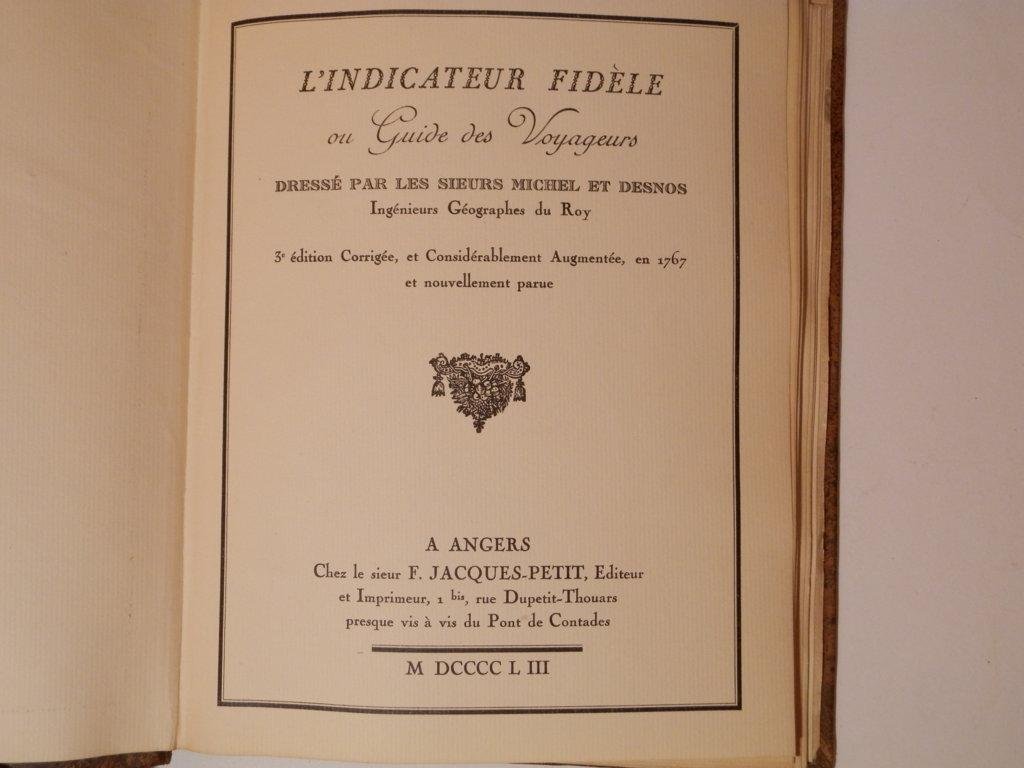 L'INDICATEUR FIDÈLE
ou Guide des Voyageurs
DRESSÉ PAR LES SIEURS MICHEL ET DESNOS
Ingénieurs Géographes du Roy
3e édition Corrigée, et Considérablement Augmentée, en 1767
et nouvellement parue
A ANGERS
Chez le sieur F. JACQUES-PETIT, Editeur
et Imprimeur, 1 bis, rue Dupetit-Thouars
presque vis à vis du Pont de Contades
M DCCCC L III